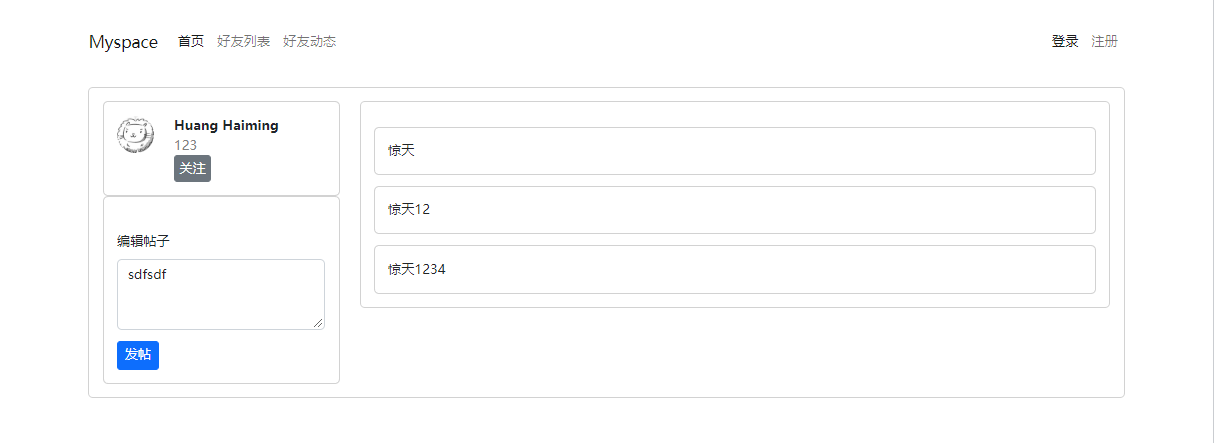 Myspace 首页 好友列表 好友动态 登录 注册
Huang Haiming
123
关注
编辑帖子
sdfsdf
发帖
惊天
惊天12
惊天1234